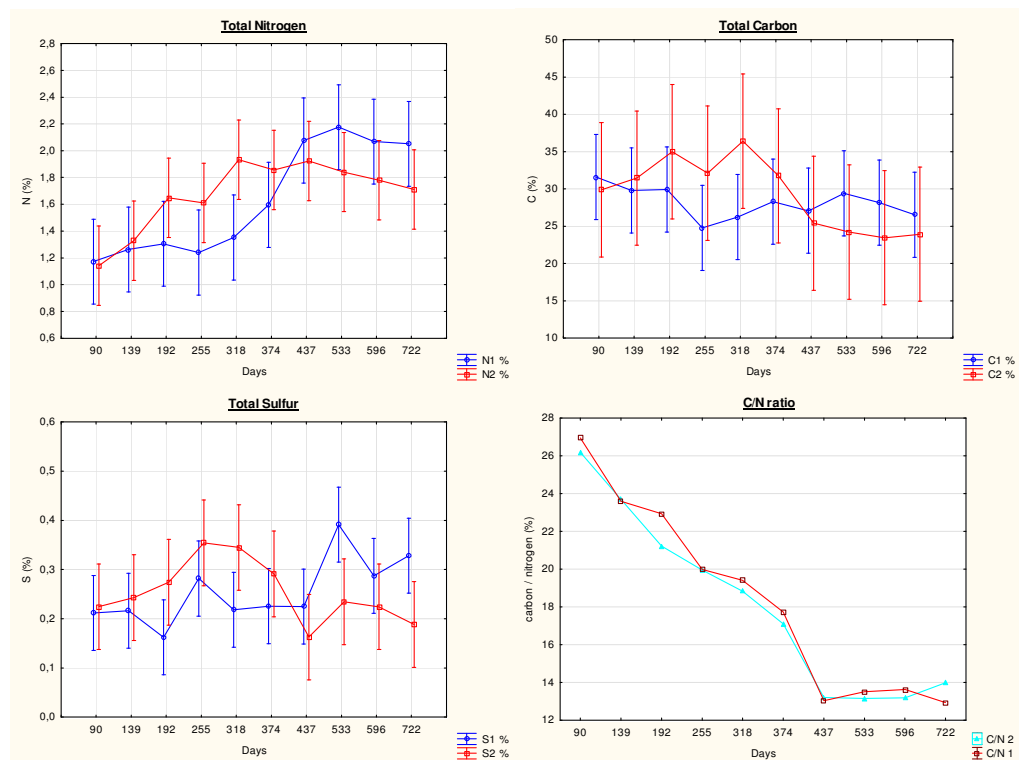 Total Nitrogen
2,8
2,6
2,4
2,2
2,0
1,8
1,6
1,4
1,2
1,0
0,8
0,6
N (%)
90 139 192 255 318 374 437 533 596 722
Days
N1 %
N2 %
Total Carbon
50
45
40
35
30
25
20
15
10
C (%)
90 139 192 255 318 374 437 533 596 722
Days
C1 %
C2 %
Total Sulfur
0,6
0,5
0,4
0,3
0,2
0,1
0,0
S (%)
90 139 192 255 318 374 437 533 596 722
Days
S1 %
S2 %
C/N ratio
28
26
24
22
20
18
16
14
12
carbon / nitrogen (%)
90 139 192 255 318 374 437 533 596 722
Days
C/N 2
C/N 1